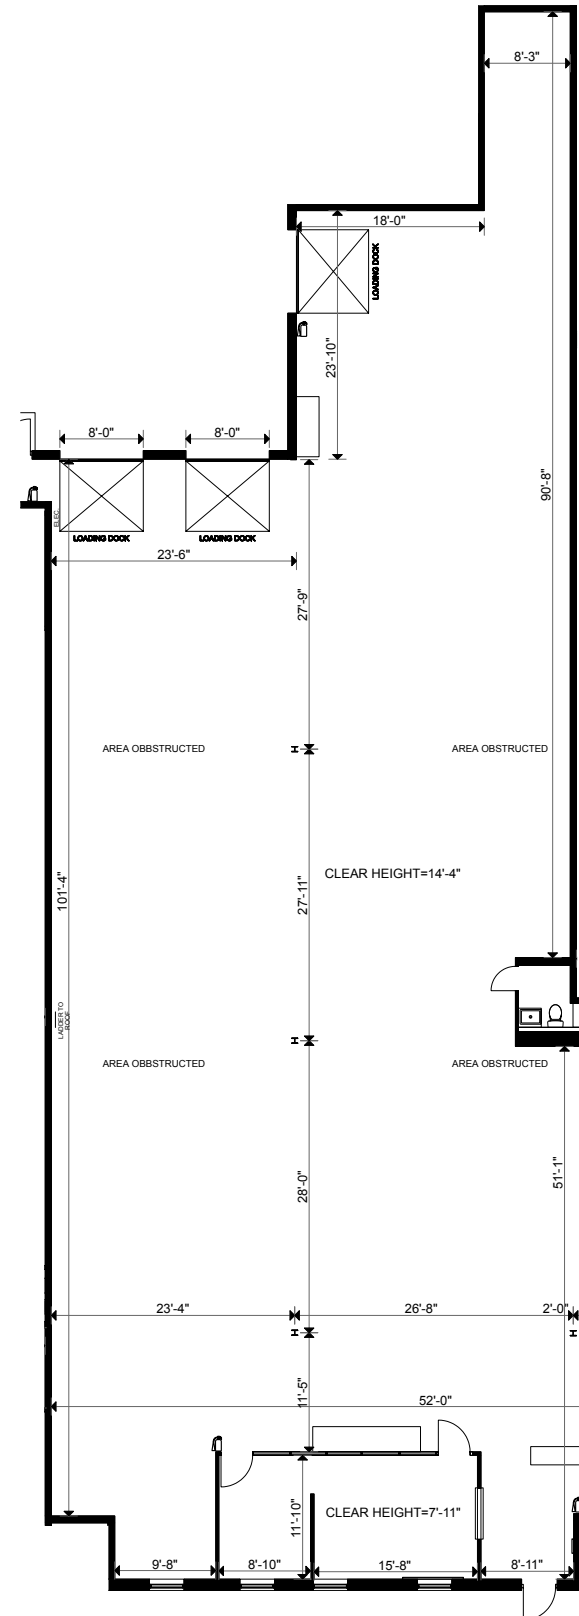 8'-3"
18'-0"
LOADING DOCK
23'-10"
8'-0"
8'-0"
90'-8"
ELEC.
LOADING DOCK
LOADING DOCK
23'-6"
27'-9"
AREA OBBSTRUCTED
AREA OBSTRUCTED
CLEAR HEIGHT=14'-4"
101'-4"
27'-11"
LADDER TO
ROOF
AREA OBBSTRUCTED
AREA OBSTRUCTED
51'-1"
28'-0"
23'-4"
26'-8"
2'-0"
11'-5"
52'-0"
CLEAR HEIGHT=7'-11"
11'-10"
9'-8"
8'-10"
15'-8"
8'-11"